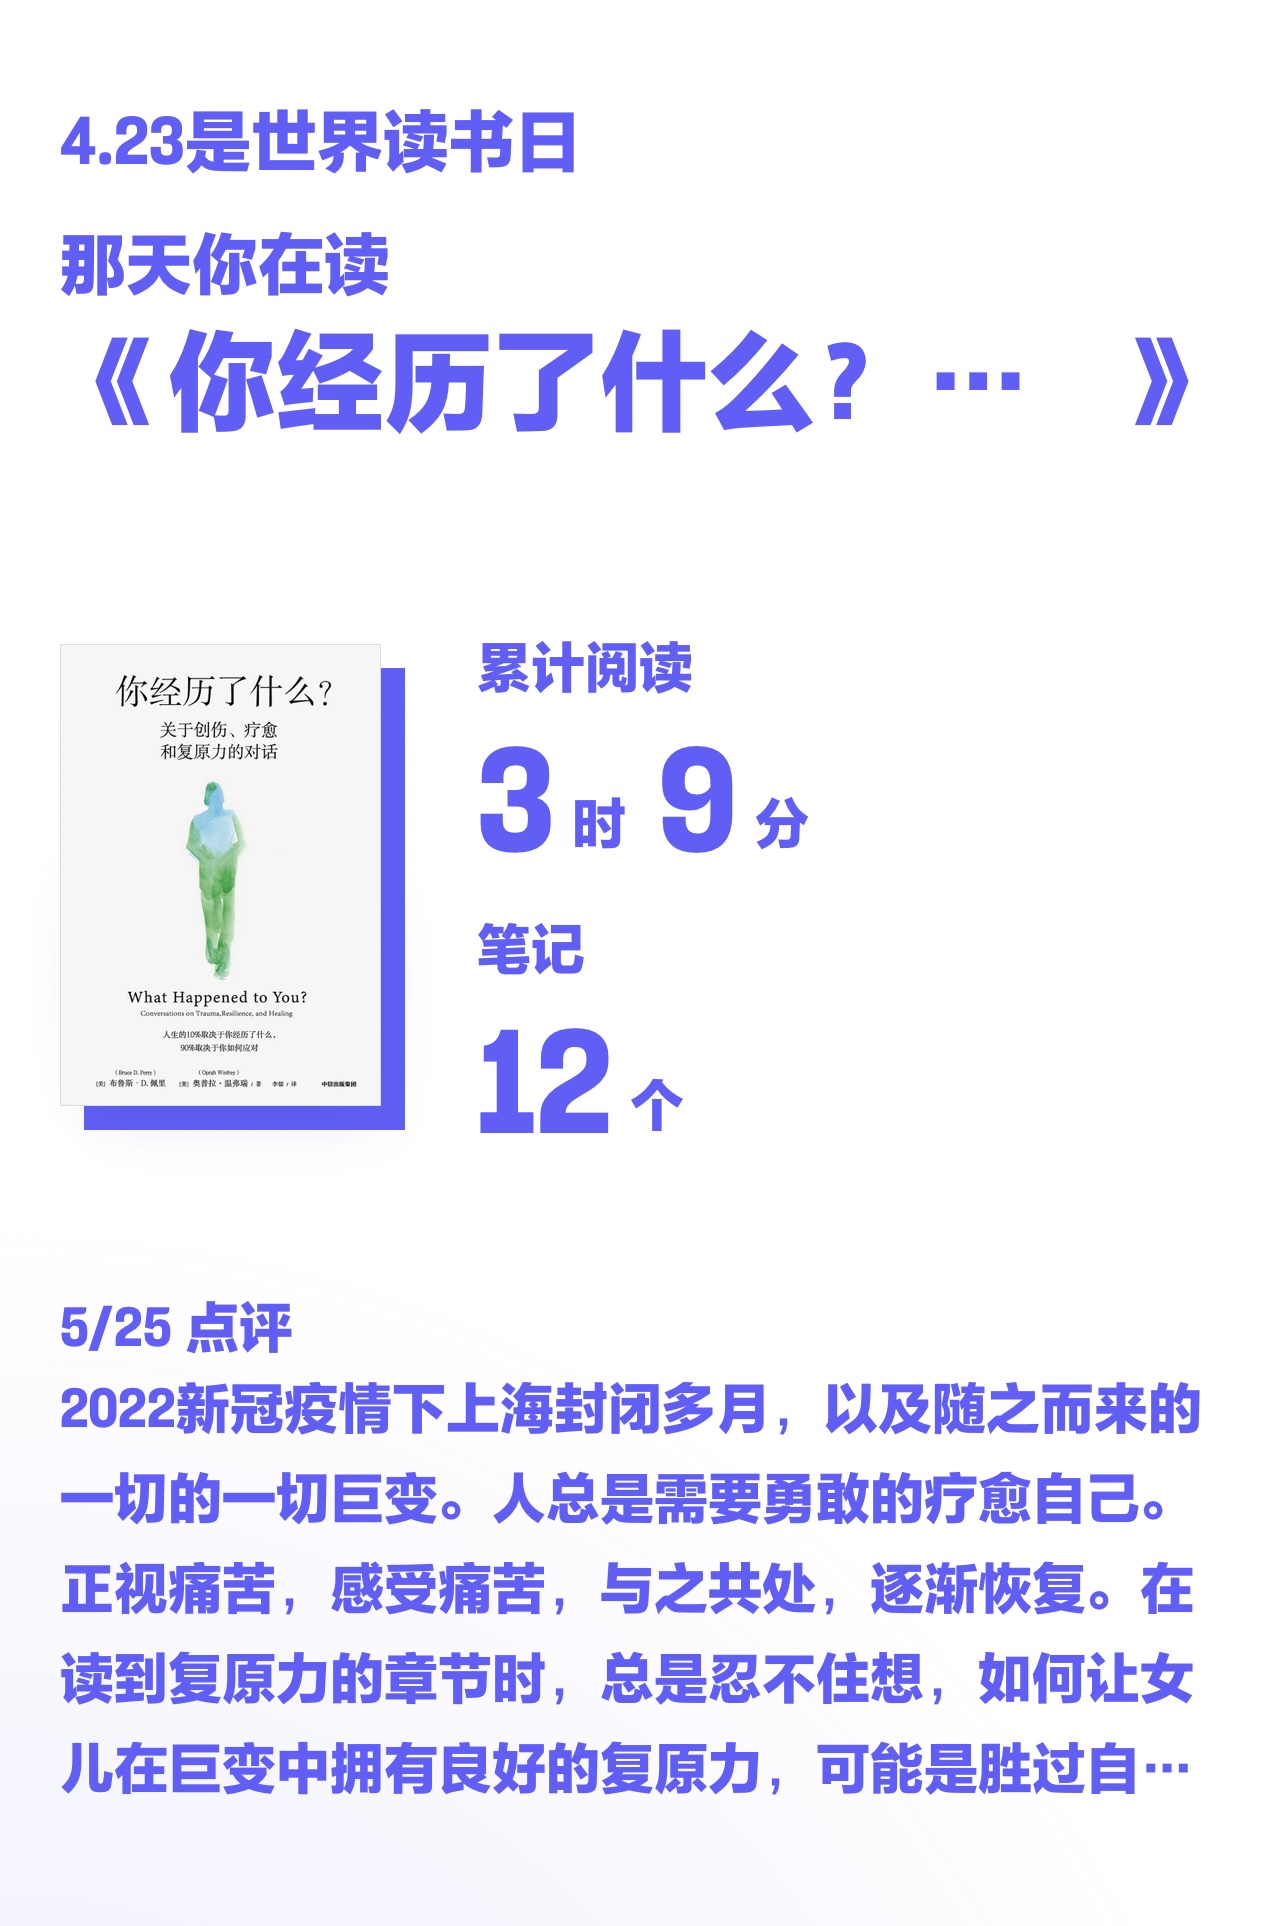 4.23是世界读书日
那天你在读
《你经历了什么？… 》
你经历了什么？
关于创伤、疗愈
和复原力的对话
What Happened to You?
Conversations on Trauma,Resilience, and Healing
人生的10%取决于你经历了什么，
90%取决于你如何应对
（Bruce D. Perry） （Oprah Winfrey）
[美] 布鲁斯·D. 佩里 [美] 奥普拉·温弗瑞 / 著 李镭 / 译 中信出版集团
累计阅读
3 时 9 分
笔记
12 个
5/25 点评
2022新冠疫情下上海封闭多月，以及随之而来的
一切的一切巨变。人总是需要勇敢的疗愈自己。
正视痛苦，感受痛苦，与之共处，逐渐恢复。在
读到复原力的章节时，总是忍不住想，如何让女
儿在巨变中拥有良好的复原力，可能是胜过自…